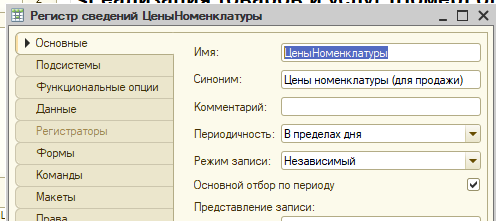 Регистр сведений ЦеныНоменклатуры
Основные
Подсистемы
Функциональные опции
Данные
Регистраторы
Формы
Команды
Макеты
Права
Имя: ЦеныНоменклатуры
Синоним: Цены номенклатуры (для продажи)
Комментарий:
Периодичность: В пределах дня
Режим записи: Независимый
Основной отбор по периоду
Представление записи: